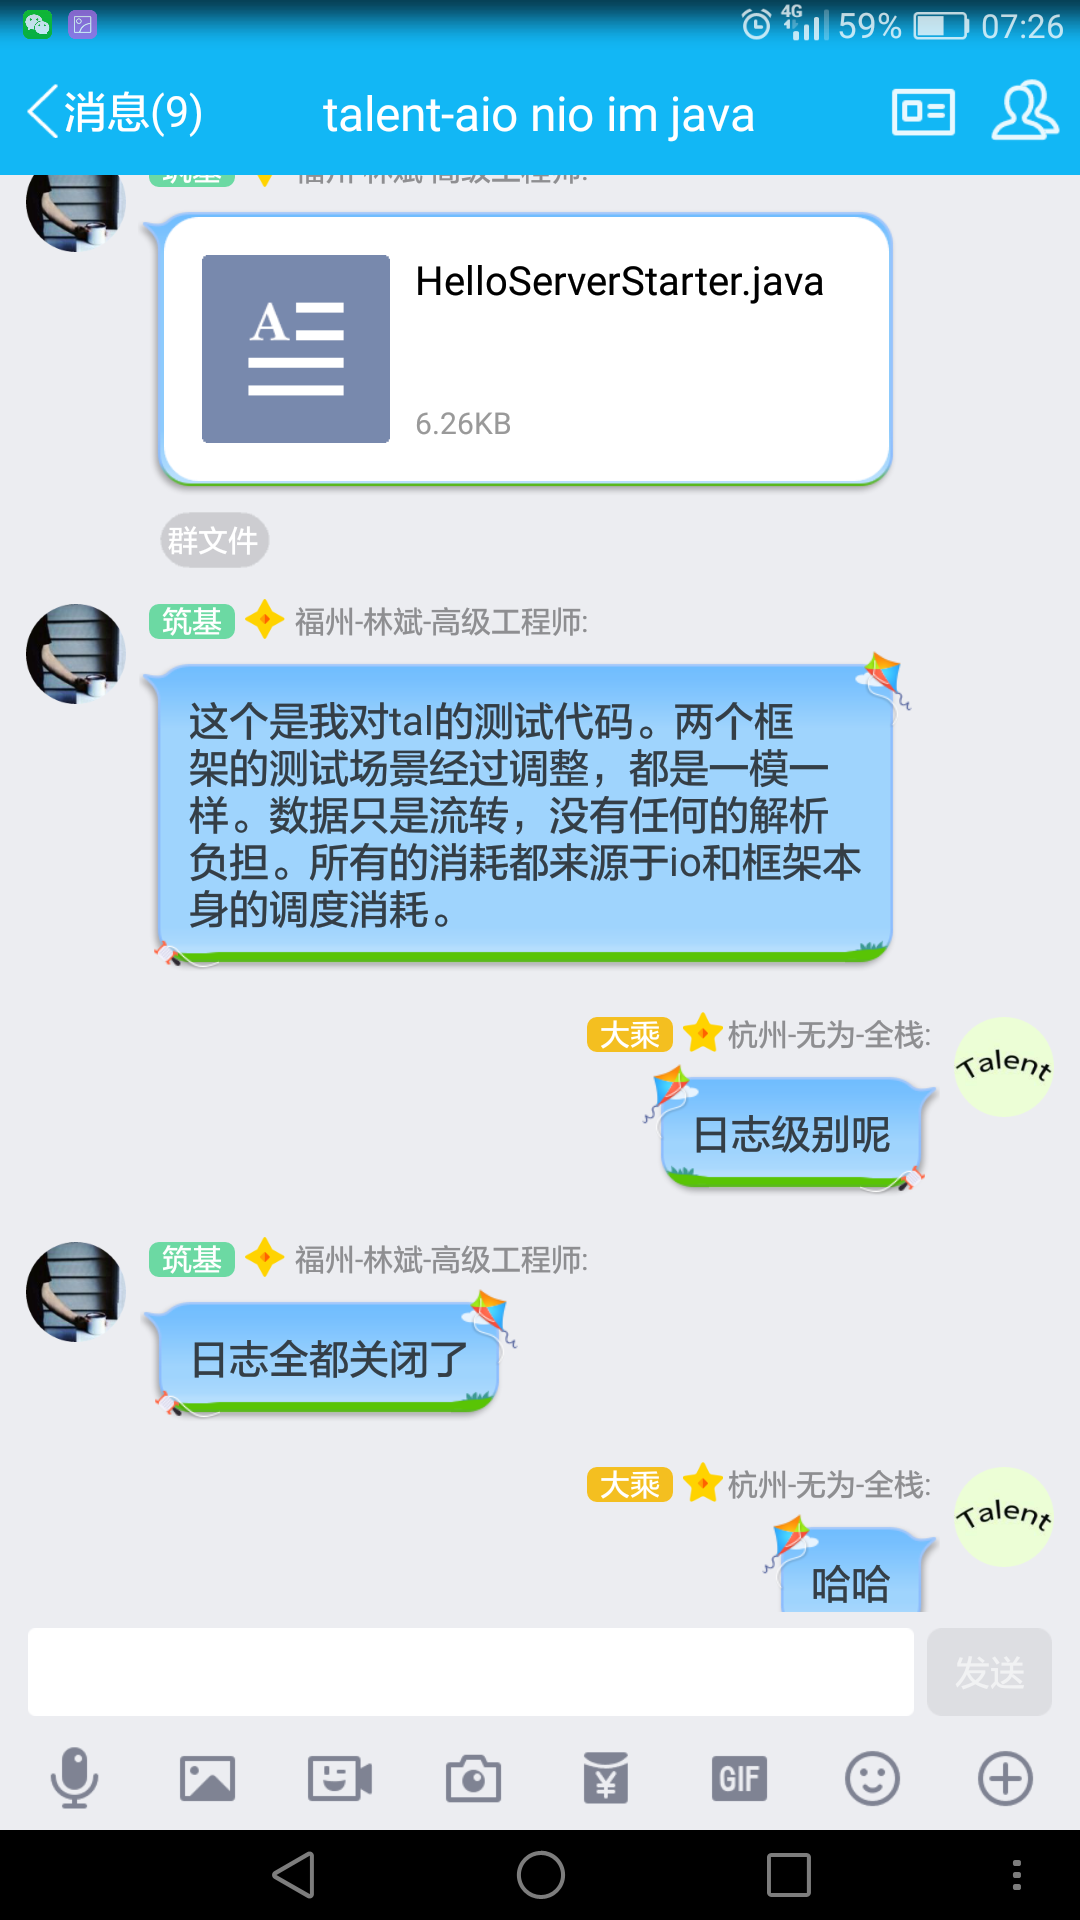 4G 59% 07:26
消息(9) talent-aio nio im java
筑基 福州-林斌-高级工程师:
HelloServerStarter.java
6.26KB
群文件
筑基 福州-林斌-高级工程师:
这个是我对tal的测试代码。两个框
架的测试场景经过调整，都是一模一
样。数据只是流转，没有任何的解析
负担。所有的消耗都来源于io和框架本
身的调度消耗。
大乘 杭州-无为-全栈:
Talent
日志级别呢
筑基 福州-林斌-高级工程师:
日志全都关闭了
大乘 杭州-无为-全栈:
Talent
哈哈
发送
GIF